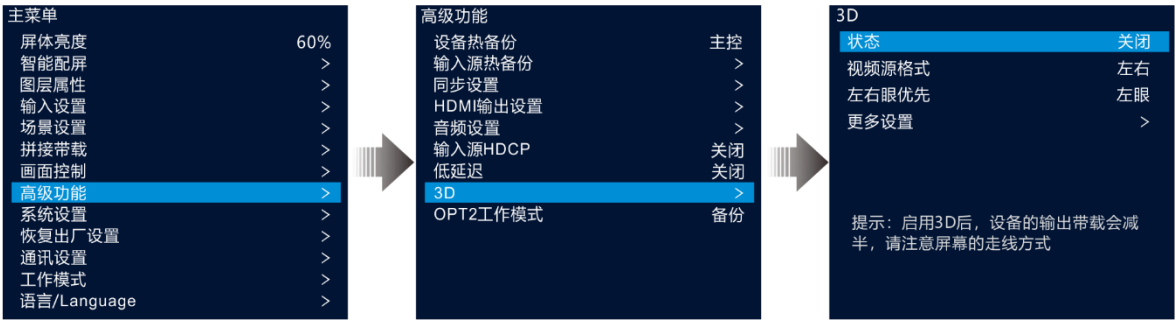 主菜单
屏体亮度 60%
智能配屏 >
图层属性 >
输入设置 >
场景设置 >
拼接带载 >
画面控制 >
高级功能 >
系统设置 >
恢复出厂设置 >
通讯设置 >
工作模式 >
语言/Language >
高级功能
设备热备份 主控
输入源热备份 >
同步设置 >
HDMI输出设置 >
音频设置 >
输入源HDCP 关闭
低延迟 关闭
3D >
OPT2工作模式 备份
3D
状态 关闭
视频源格式 左右
左右眼优先 左眼
更多设置 >
提示：启用3D后，设备的输出带载会减
半，请注意屏幕的走线方式